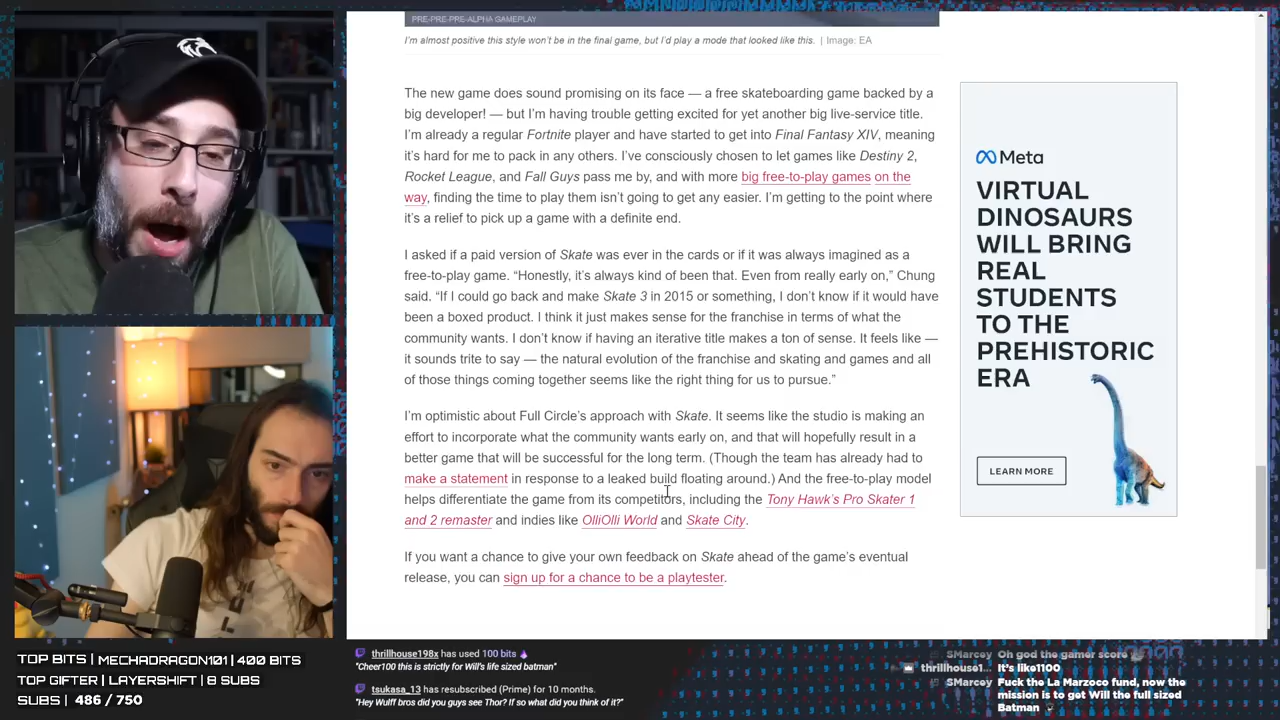 PRE-PRE-PRE-ALPHA GAMEPLAY
I'm almost positive this style won't be in the final game, but I'd play a mode that looked like this. | Image: EA
The new game does sound promising on its face — a free skateboarding game backed by a
big developer! — but I'm having trouble getting excited for yet another big live-service title.
I'm already a regular Fortnite player and have started to get into Final Fantasy XIV, meaning
it's hard for me to pack in any others. I've consciously chosen to let games like Destiny 2,
Rocket League, and Fall Guys pass me by, and with more big free-to-play games on the
way, finding the time to play them isn't going to get any easier. I'm getting to the point where
it's a relief to pick up a game with a definite end.
I asked if a paid version of Skate was ever in the cards or if it was always imagined as a
free-to-play game. “Honestly, it's always kind of been that. Even from really early on,” Chung
said. “If I could go back and make Skate 3 in 2015 or something, I don't know if it would have
been a boxed product. I think it just makes sense for the franchise in terms of what the
community wants. I don't know if having an iterative title makes a ton of sense. It feels like —
it sounds trite to say — the natural evolution of the franchise and skating and games and all
of those things coming together seems like the right thing for us to pursue.”
I'm optimistic about Full Circle's approach with Skate. It seems like the studio is making an
effort to incorporate what the community wants early on, and that will hopefully result in a
better game that will be successful for the long term. (Though the team has already had to
make a statement in response to a leaked build floating around.) And the free-to-play model
helps differentiate the game from its competitors, including the Tony Hawk's Pro Skater 1
and 2 remaster and indies like OlliOlli World and Skate City.
If you want a chance to give your own feedback on Skate ahead of the game's eventual
release, you can sign up for a chance to be a playtester.
Meta
VIRTUAL
DINOSAURS
WILL BRING
REAL
STUDENTS
TO THE
PREHISTORIC
ERA
LEARN MORE
TOP BITS | MECHADRAGON101 | 400 BITS
TOP GIFTER | LAYERSHIFT | 8 SUBS
SUBS | 486 / 750
thrillhouse198x has used 100 bits
"Cheer100 this is strictly for Will's life sized batman"
tsukasa_13 has resubscribed (Prime) for 10 months.
"Hey Wulff bros did you guys see Thor? If so what did you think of it?"
SMarcey Oh god the gamer score
thrillhouse1... It's like1100
SMarcey Fuck the La Marzoco fund, now the
mission is to get Will the full sized
Batman